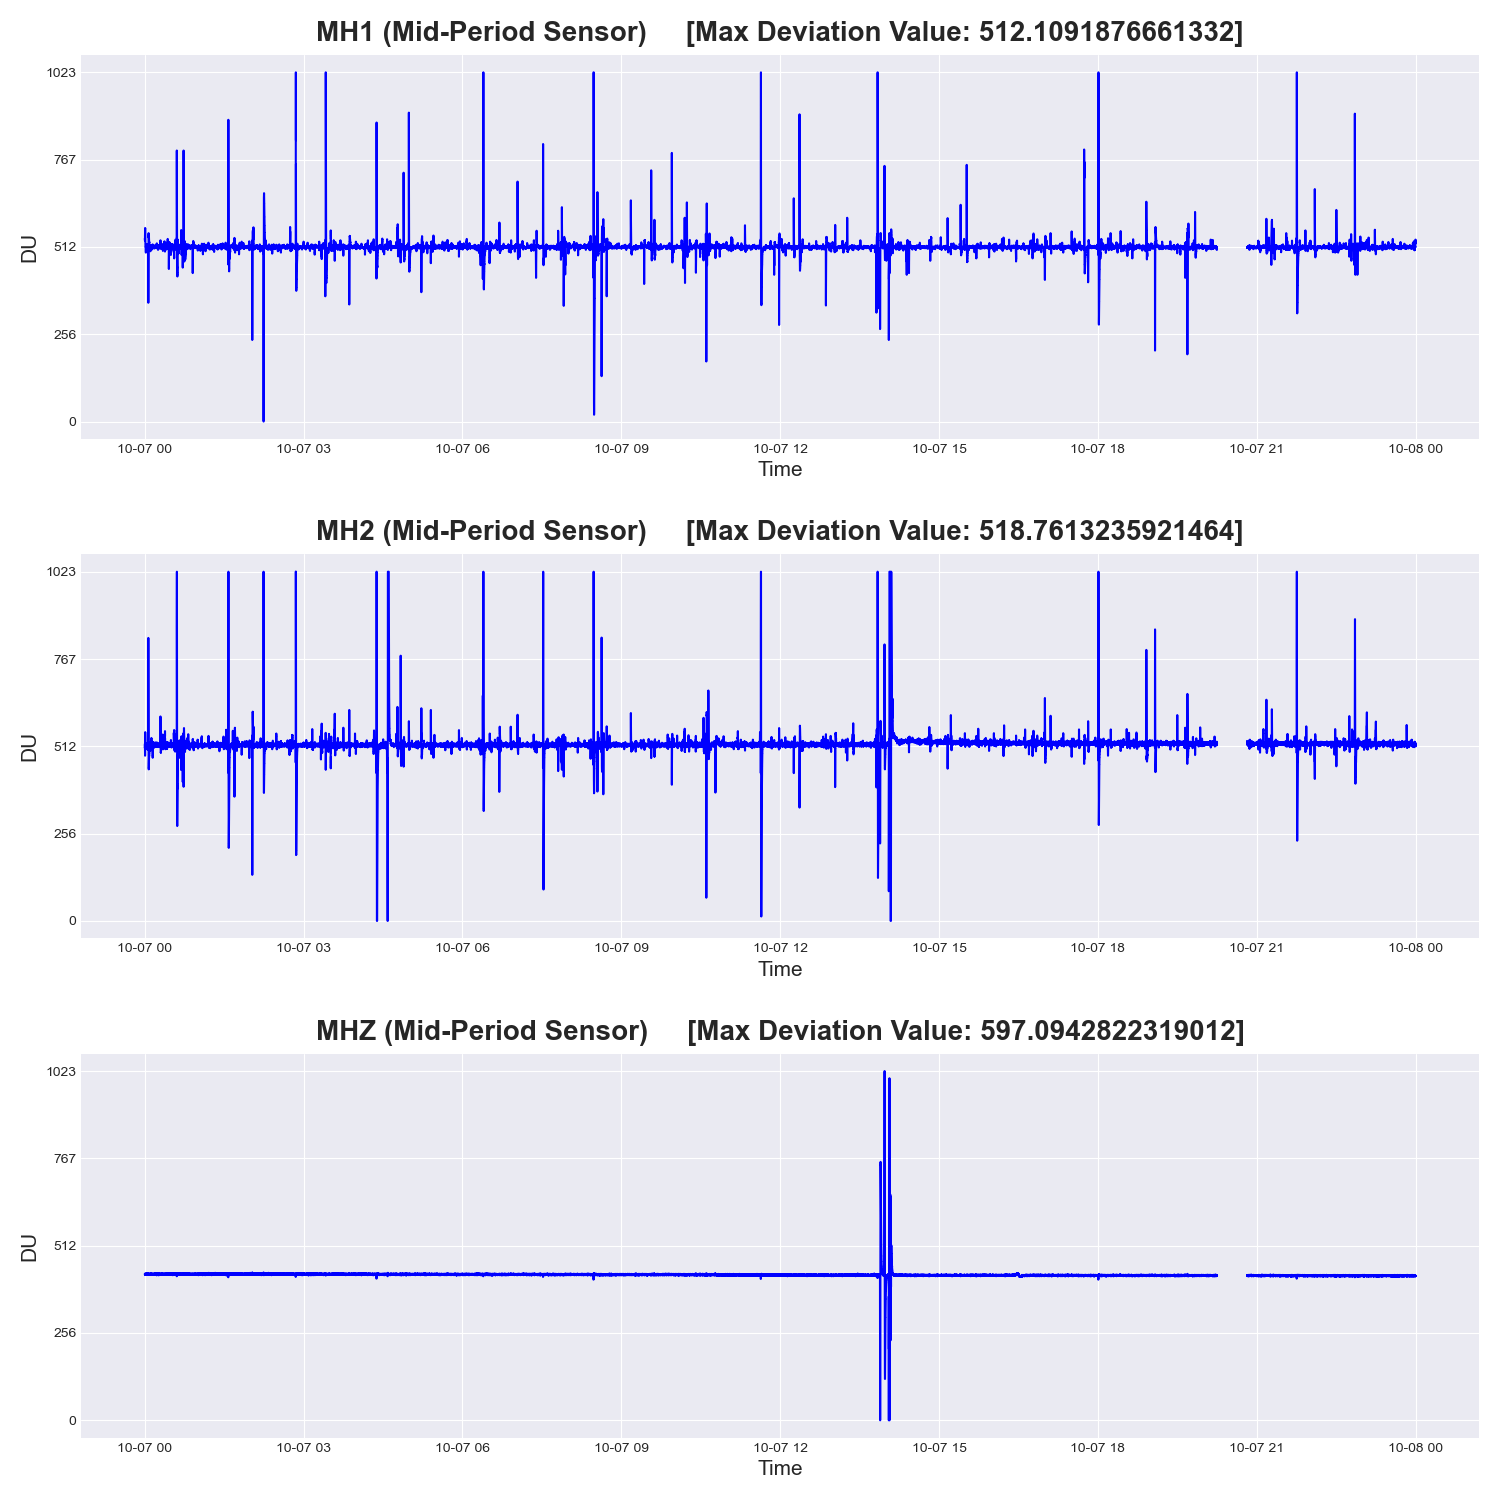 MH1 (Mid-Period Sensor) [Max Deviation Value: 512.1091876661332]
1023
767
512
256
0
DU
10-07 00 10-07 03 10-07 06 10-07 09 10-07 12 10-07 15 10-07 18 10-07 21 10-08 00
Time
MH2 (Mid-Period Sensor) [Max Deviation Value: 518.7613235921464]
1023
767
512
256
0
DU
10-07 00 10-07 03 10-07 06 10-07 09 10-07 12 10-07 15 10-07 18 10-07 21 10-08 00
Time
MHZ (Mid-Period Sensor) [Max Deviation Value: 597.0942822319012]
1023
767
512
256
0
DU
10-07 00 10-07 03 10-07 06 10-07 09 10-07 12 10-07 15 10-07 18 10-07 21 10-08 00
Time